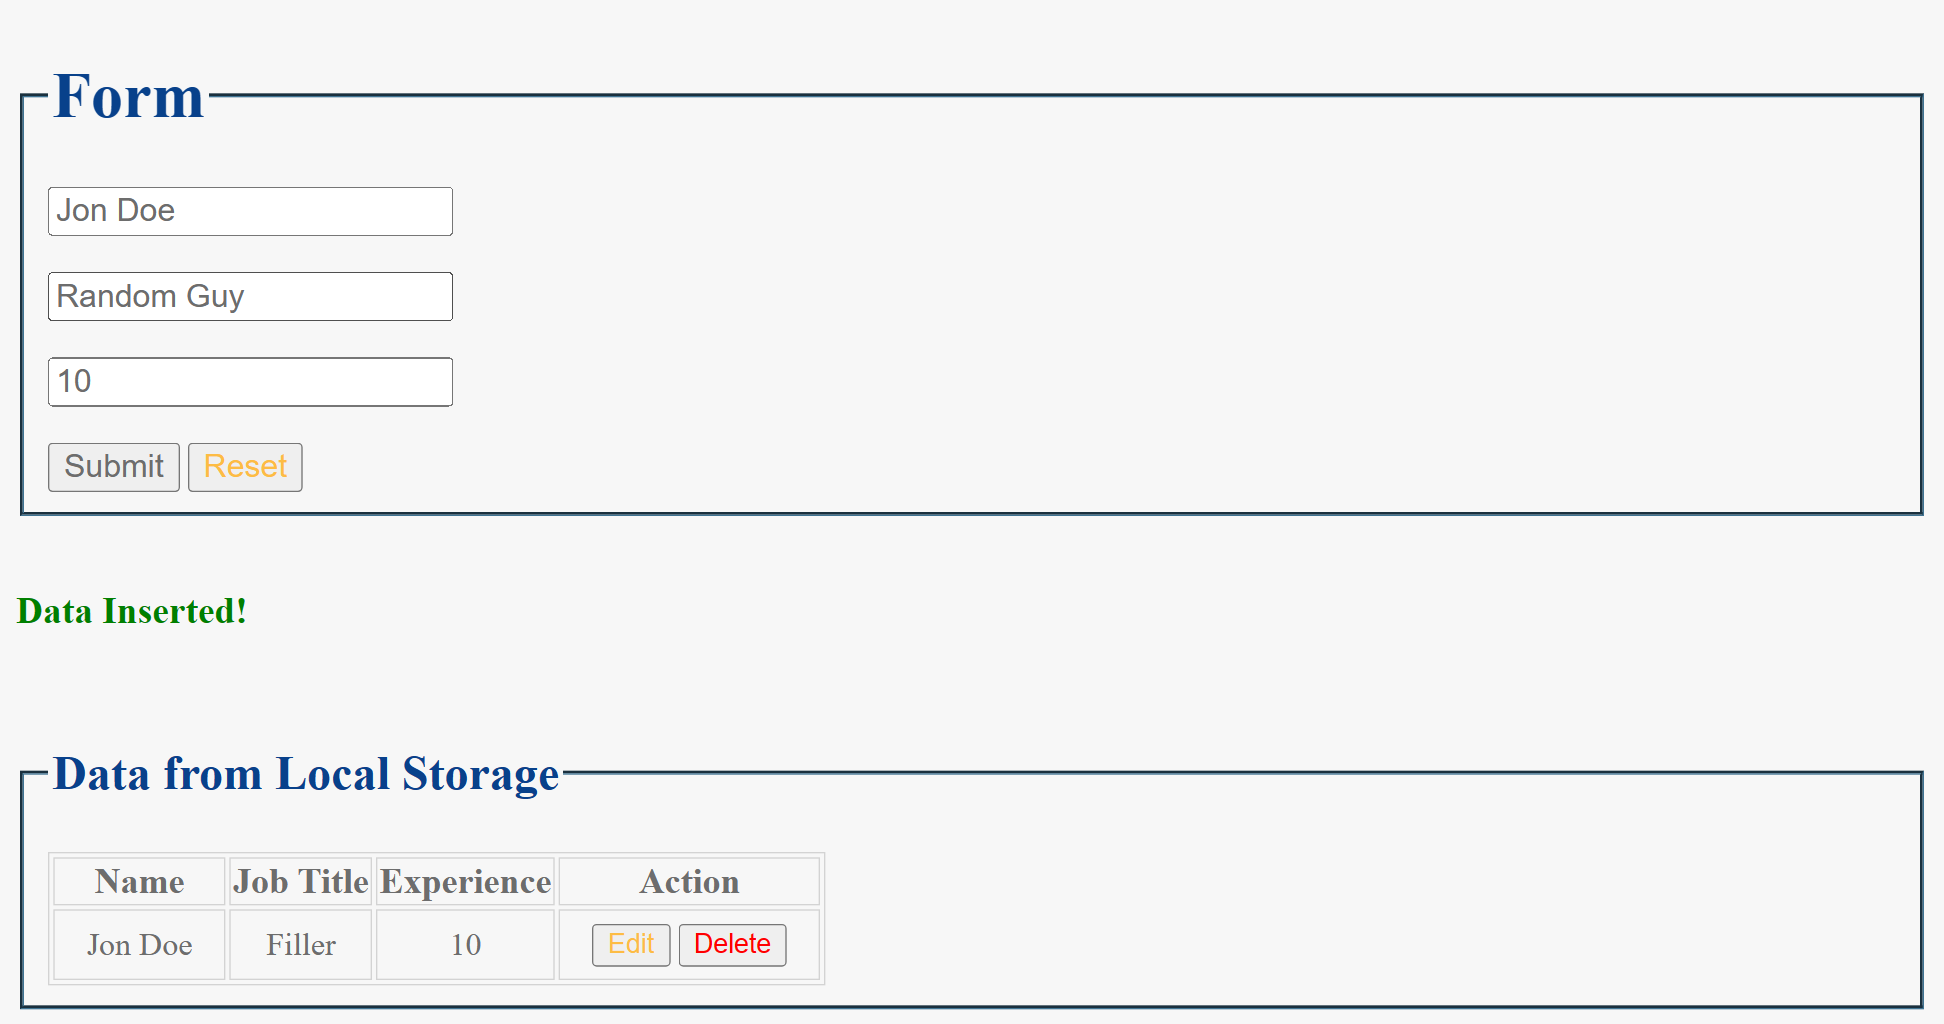 Form
Jon Doe
Random Guy
10
Submit Reset
Data Inserted!
Data from Local Storage
Name Job Title Experience Action
Jon Doe Filler 10 Edit Delete